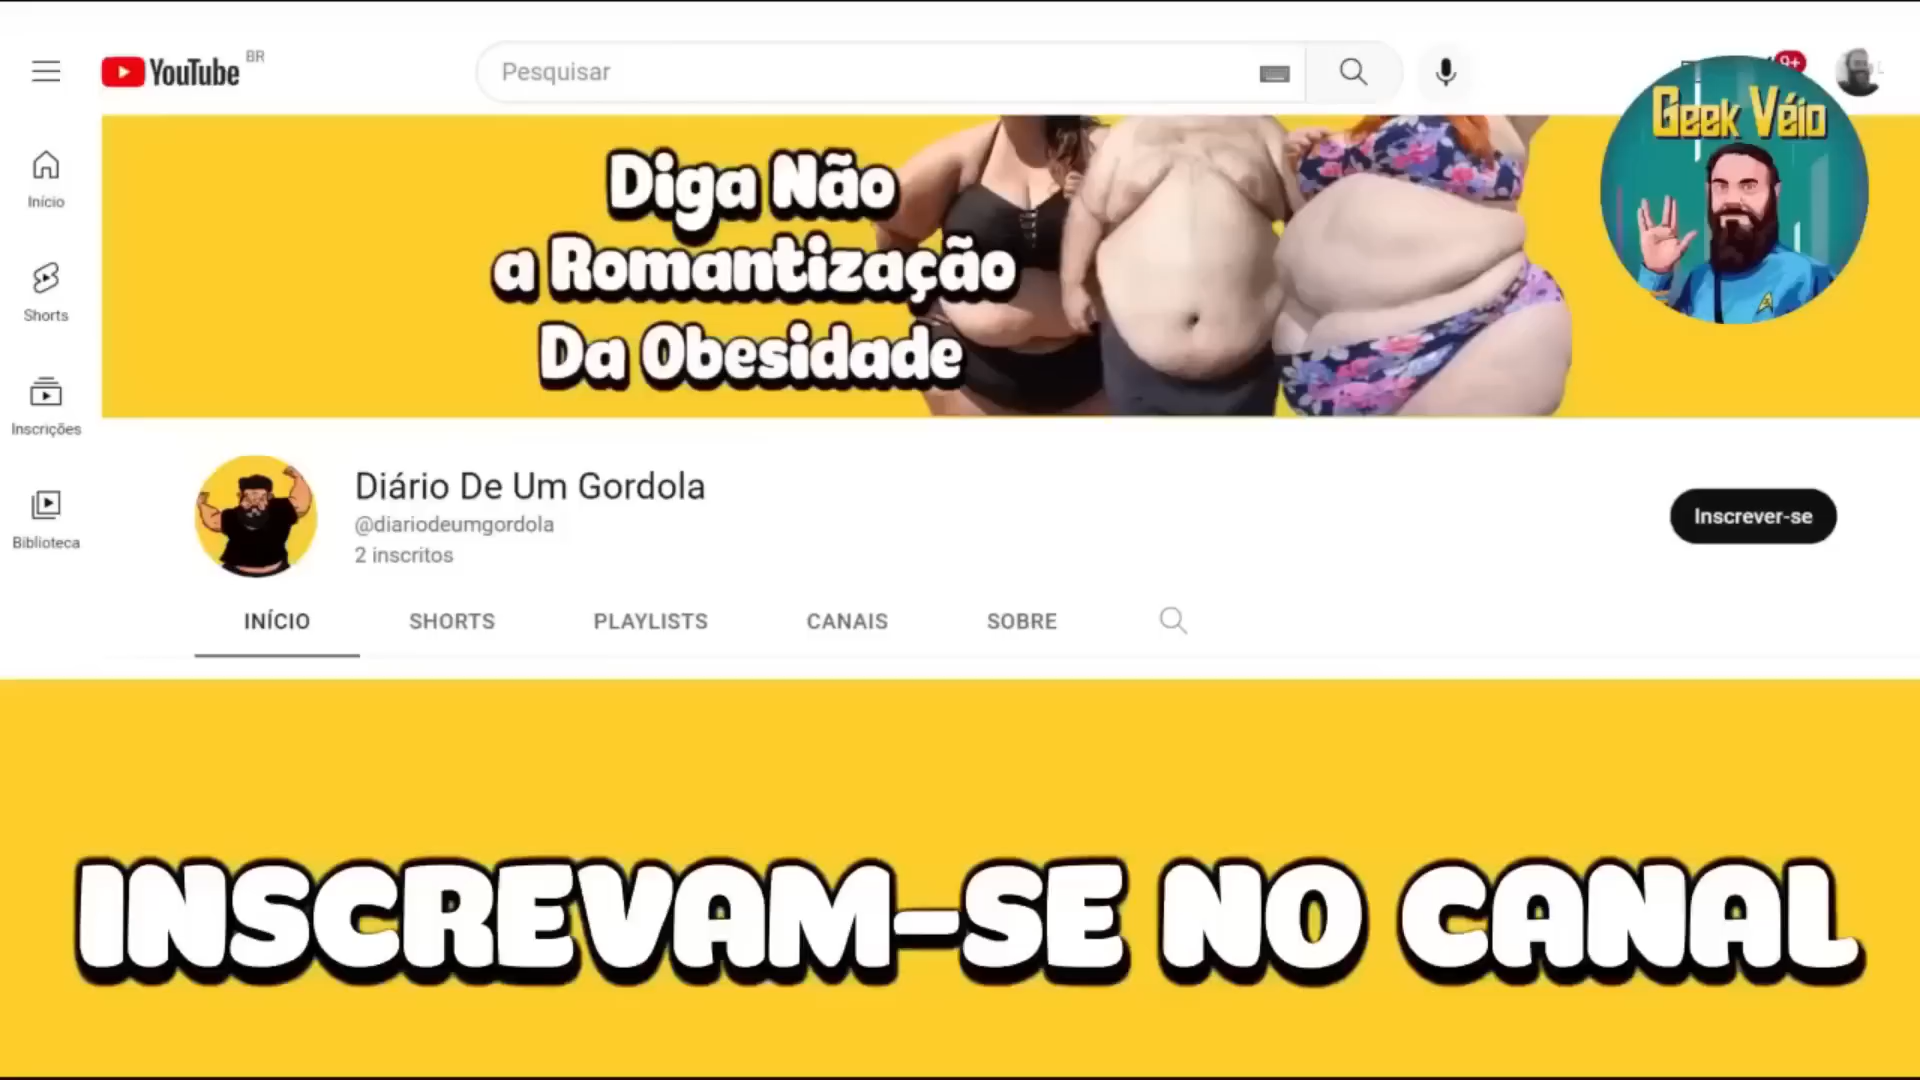 YouTube BR
Pesquisar
9+
Geek Véio
Início
Shorts
Inscrições
Biblioteca
Diga Não
a Romantização
Da Obesidade
Diário De Um Gordola
@diariodeumgordola
2 inscritos
Inscrever-se
INÍCIO SHORTS PLAYLISTS CANAIS SOBRE
INSCREVAM-SE NO CANAL